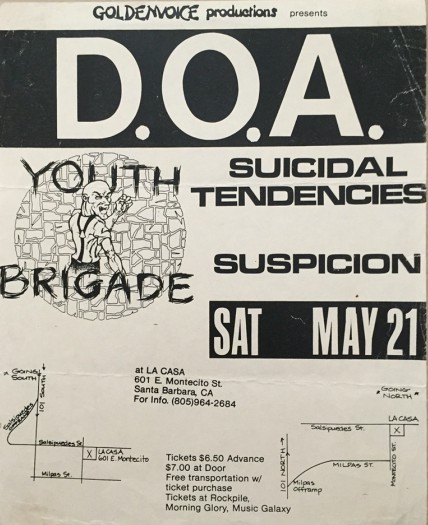 GOLDENVOICE productions presents
D.O.A.
YOUTH
BRIGADE
SUICIDAL
TENDENCIES
SUSPICION
SAT MAY 21
at LA CASA
601 E. Montecito St.
Santa Barbara, CA
For Info. (805)964-2684
Tickets $6.50 Advance
$7.00 at Door
Free transportation w/
ticket purchase
Tickets at Rockpile,
Morning Glory, Music Galaxy
"GOING
SOUTH"
101 SOUTH
Salsipuedes
Salsipuedes St.
X
LA CASA
601 E. Montecito
Milpas St.
"GOING
NORTH"
LA CASA
Salsipuedes St.
X
101 NORTH
MILPAS ST.
MONTECITO ST.
Milpas
Offramp